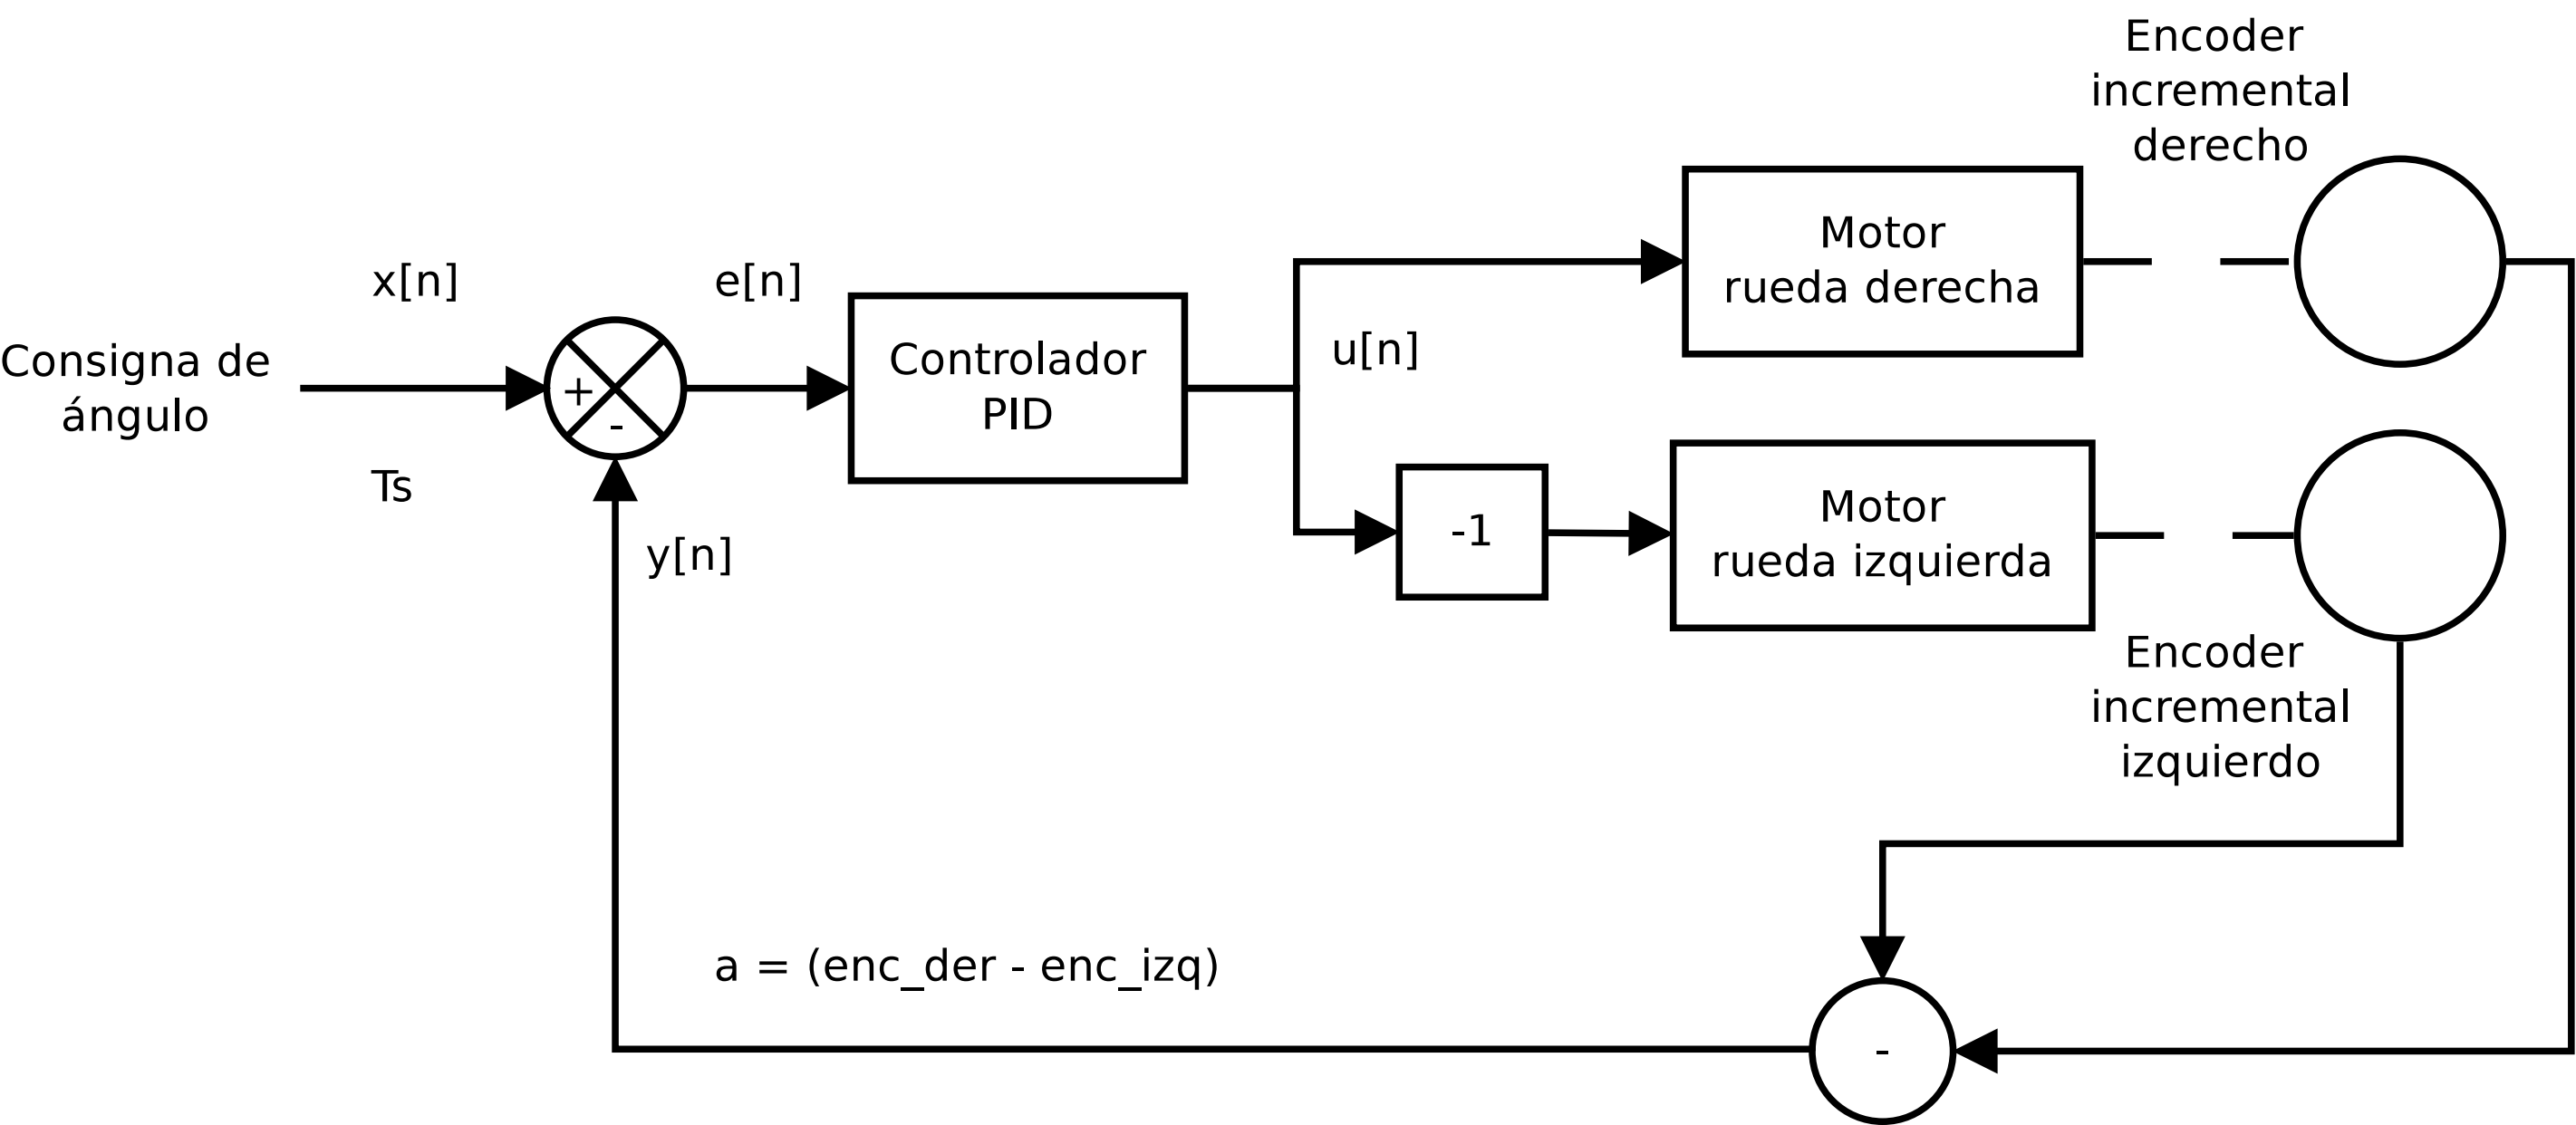 Encoder
incremental
derecho
Motor
rueda derecha
x[n]
e[n]
u[n]
Consigna de
ángulo
+
-
Controlador
PID
Ts
y[n]
-1
Motor
rueda izquierda
Encoder
incremental
izquierdo
a = (enc_der - enc_izq)
-